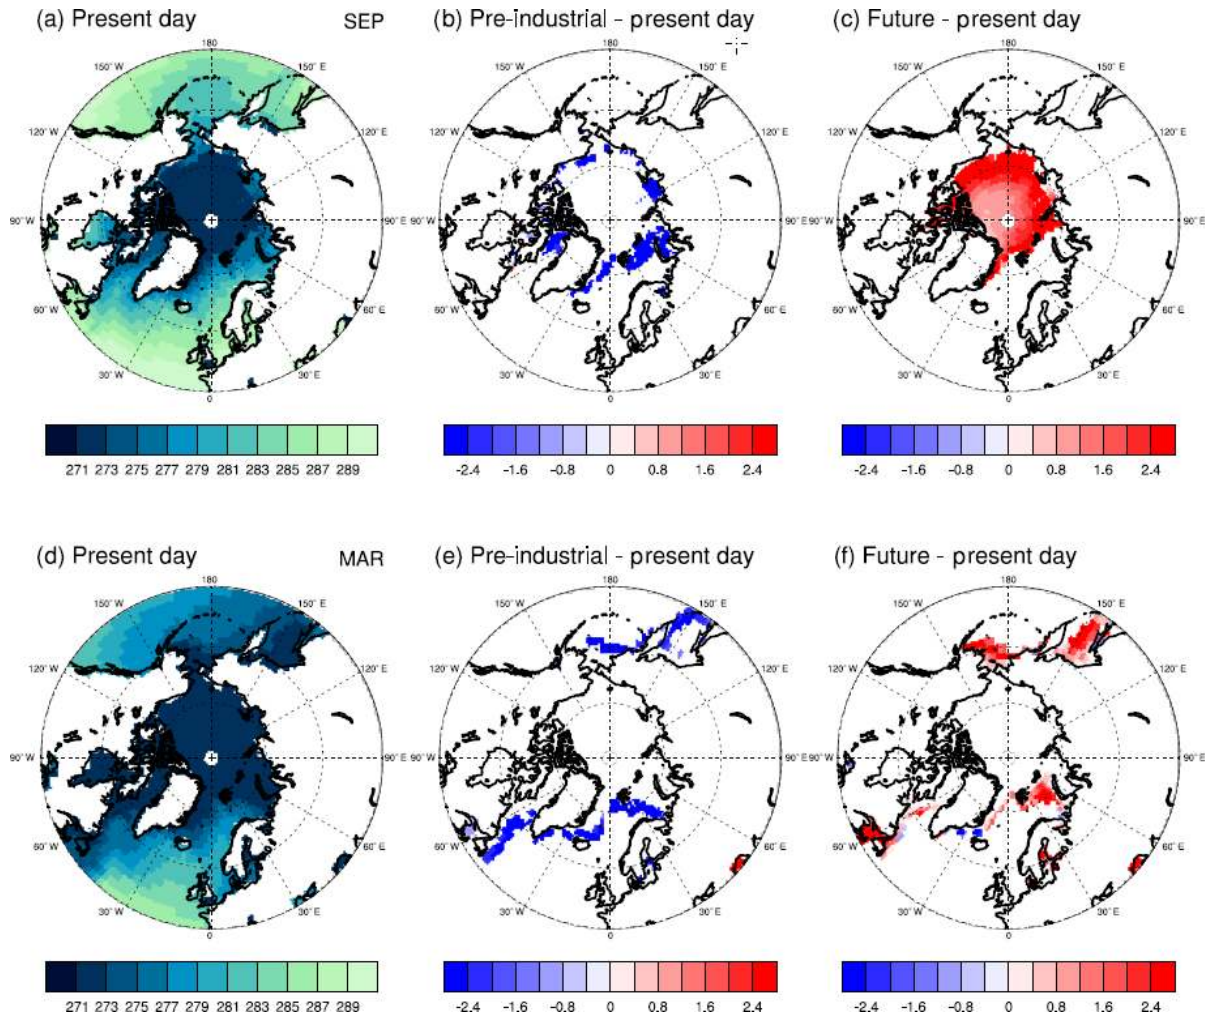 (a) Present day SEP
(b) Pre-industrial - present day
(c) Future - present day
180
150° W
150° E
120° W
120° E
90° W
90° E
60° W
60° E
30° W
30° E
0
180
150° W
150° E
120° W
120° E
90° W
90° E
60° W
60° E
30° W
30° E
0
180
150° W
150° E
120° W
120° E
90° W
90° E
60° W
60° E
30° W
30° E
0
271 273 275 277 279 281 283 285 287 289
-2.4 -1.6 -0.8 0 0.8 1.6 2.4
-2.4 -1.6 -0.8 0 0.8 1.6 2.4
(d) Present day MAR
(e) Pre-industrial - present day
(f) Future - present day
180
150° W
150° E
120° W
120° E
90° W
90° E
60° W
60° E
30° W
30° E
0
180
150° W
150° E
120° W
120° E
90° W
90° E
60° W
60° E
30° W
30° E
0
180
150° W
150° E
120° W
120° E
90° W
90° E
60° W
60° E
30° W
30° E
0
271 273 275 277 279 281 283 285 287 289
-2.4 -1.6 -0.8 0 0.8 1.6 2.4
-2.4 -1.6 -0.8 0 0.8 1.6 2.4